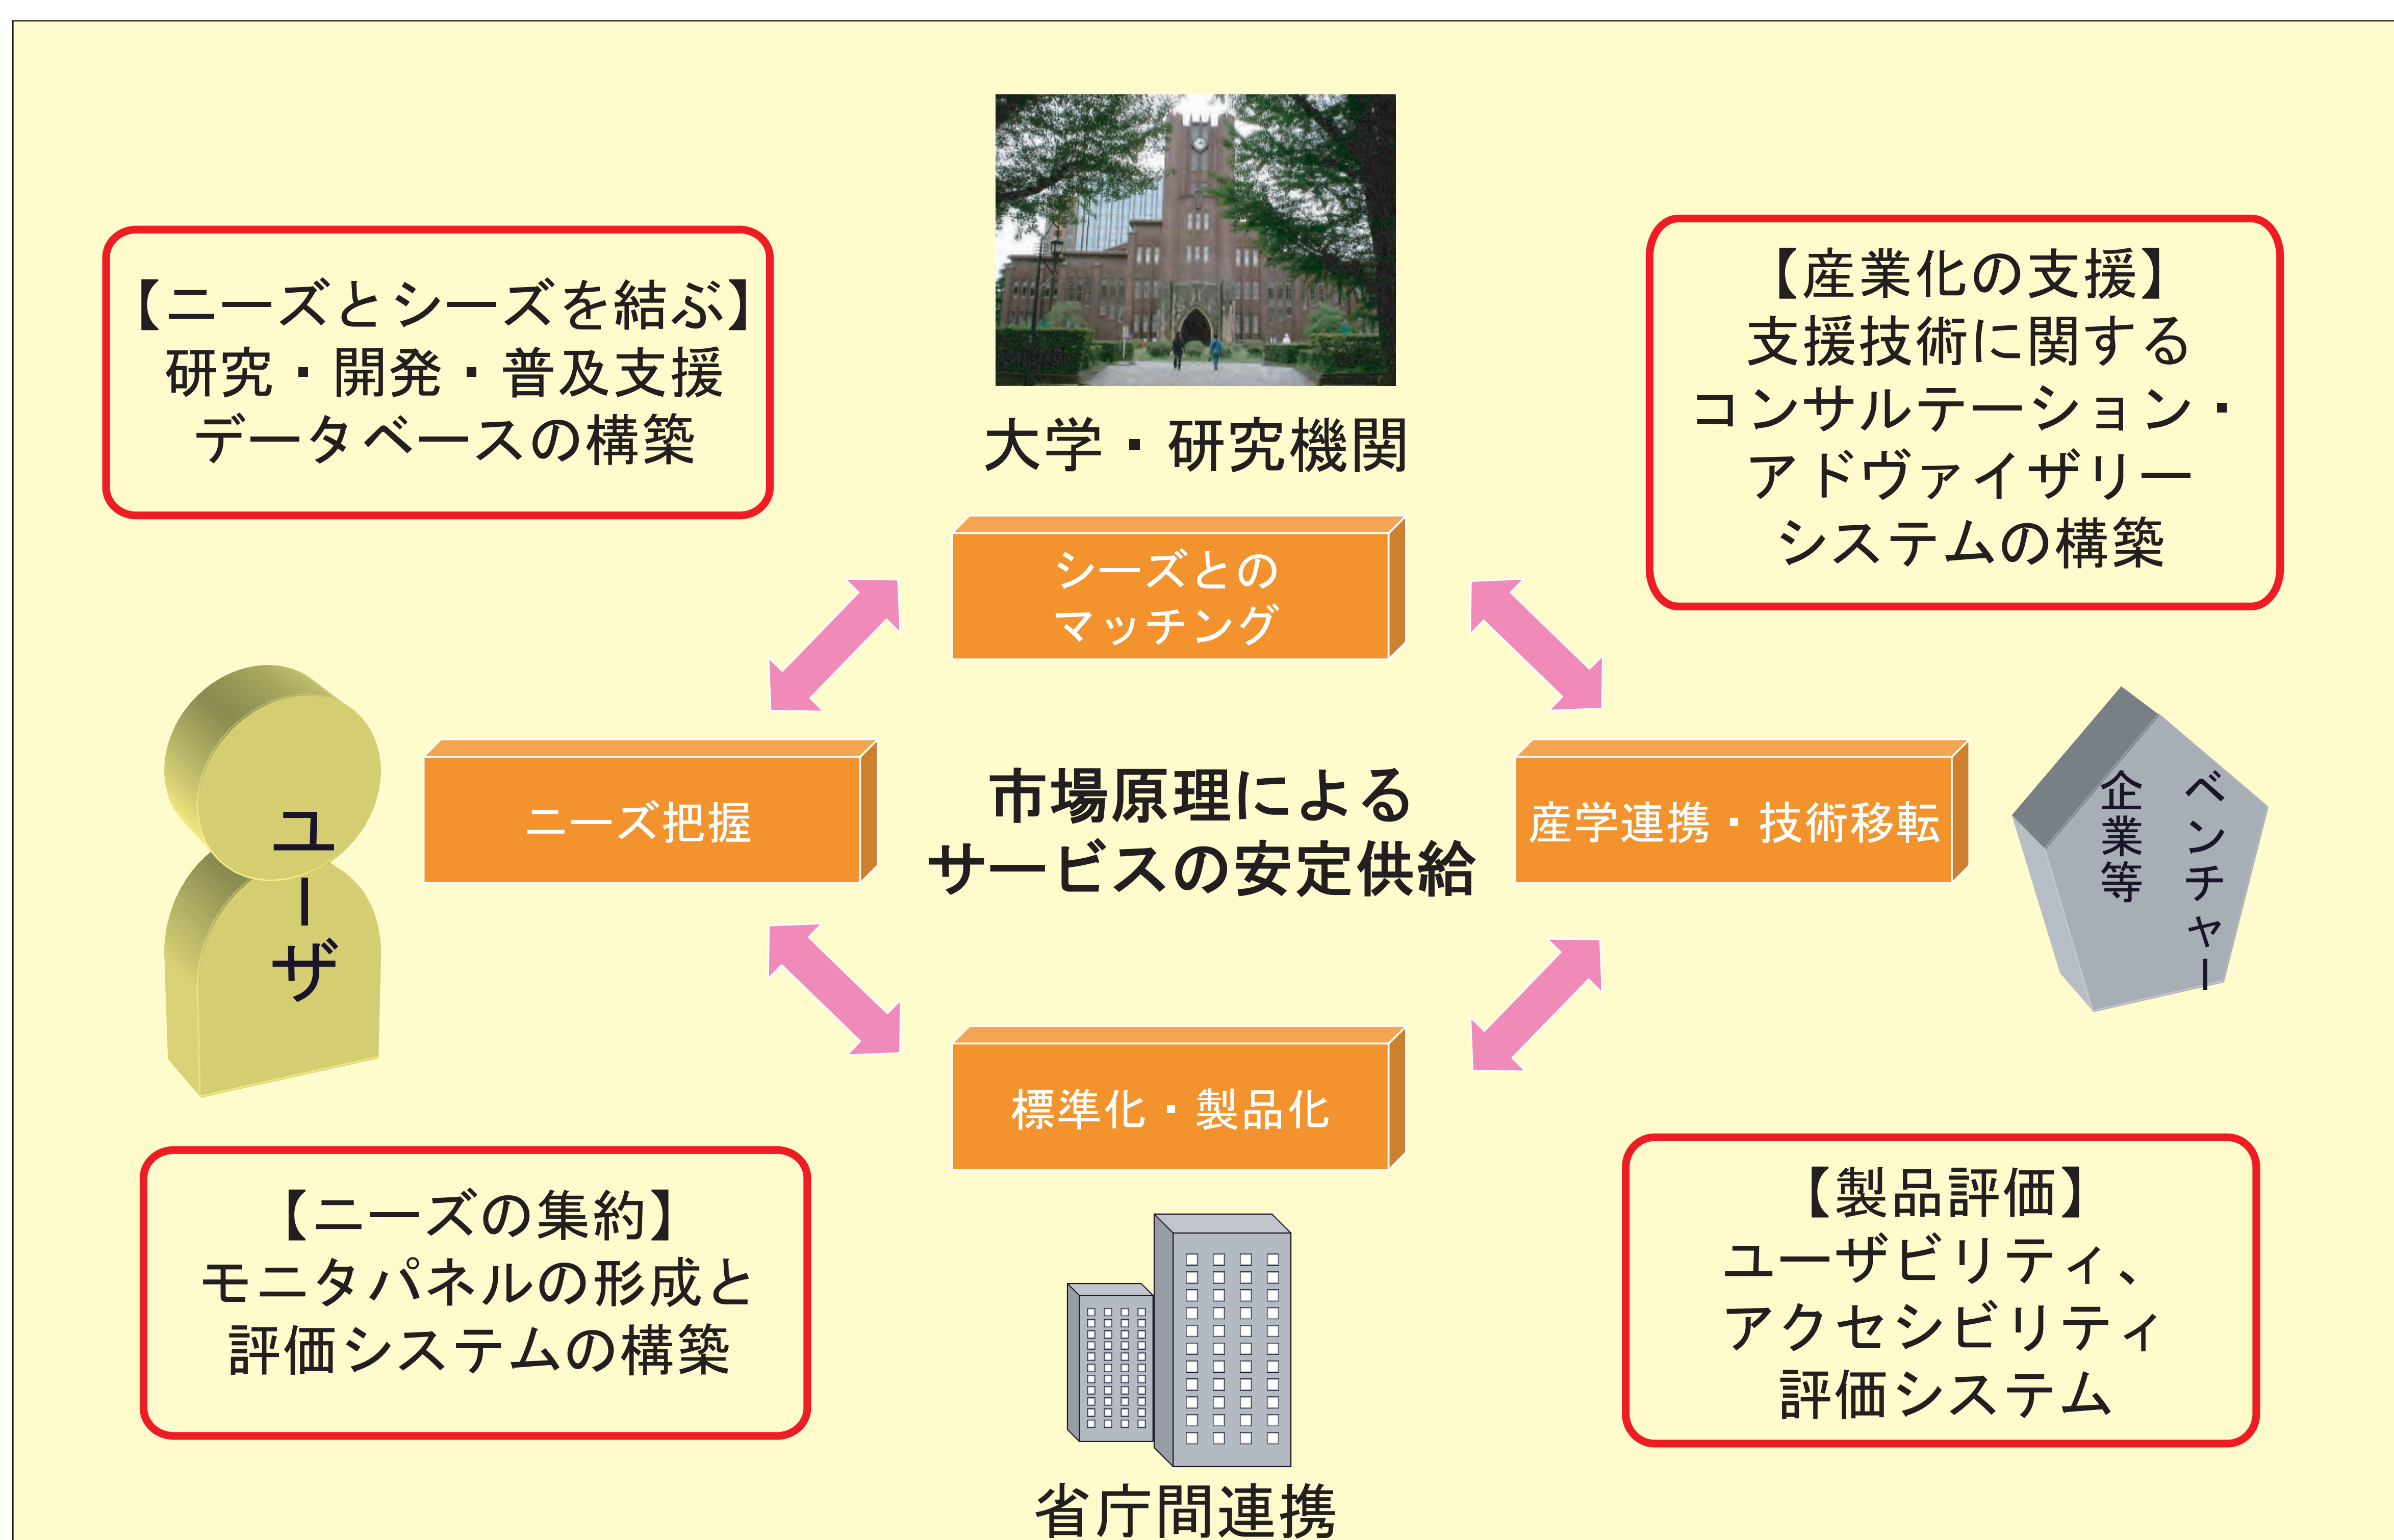 【ニーズとシーズを結ぶ】
研究・開発・普及支援
データベースの構築
大学・研究機関
【産業化の支援】
支援技術に関する
コンサルテーション・
アドヴァイザリー
システムの構築
シーズとの
マッチング
ユーザ
ニーズ把握
市場原理による
サービスの安定供給
産学連携・技術移転
ベンチャー
企業等
標準化・製品化
【ニーズの集約】
モニタパネルの形成と
評価システムの構築
【製品評価】
ユーザビリティ、
アクセシビリティ
評価システム
省庁間連携